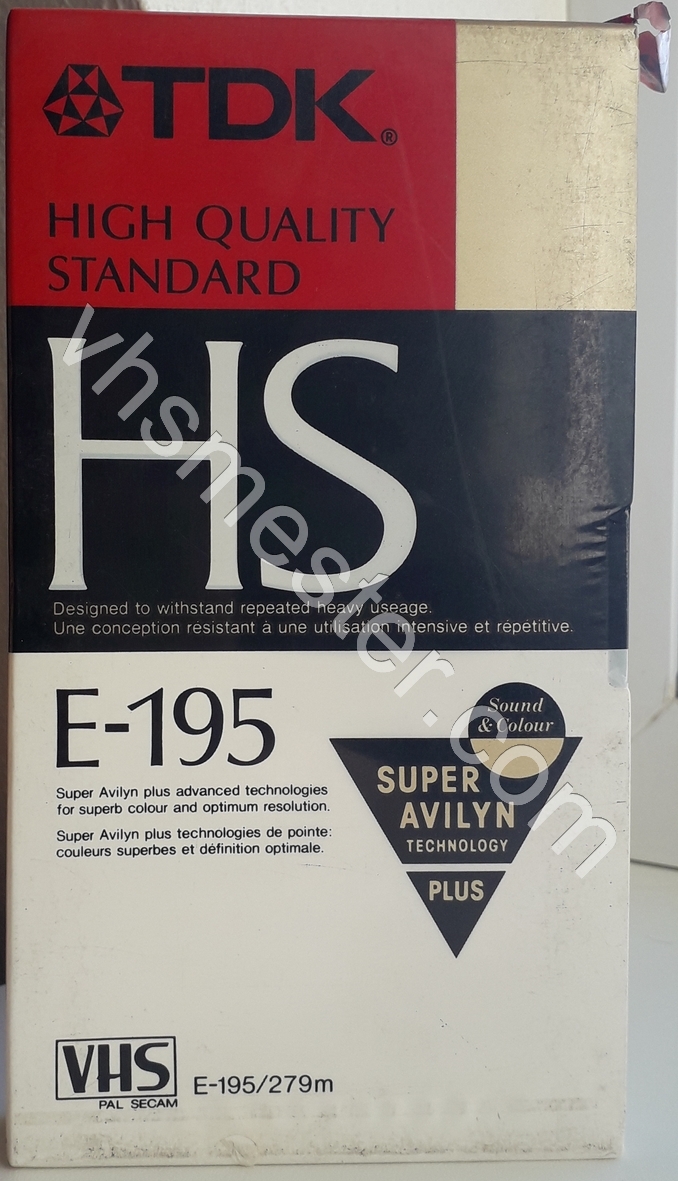 TDK®
HIGH QUALITY
STANDARD
HS
Designed to withstand repeated heavy useage.
Une conception résistant à une utilisation intensive et répétitive.
E-195
Super Avilyn plus advanced technologies
for superb colour and optimum resolution.
Super Avilyn plus technologies de pointe:
couleurs superbes et définition optimale.
Sound
& Colour
SUPER
AVILYN
TECHNOLOGY
PLUS
VHS
PAL SECAM
E-195/279m
vhsmester.com